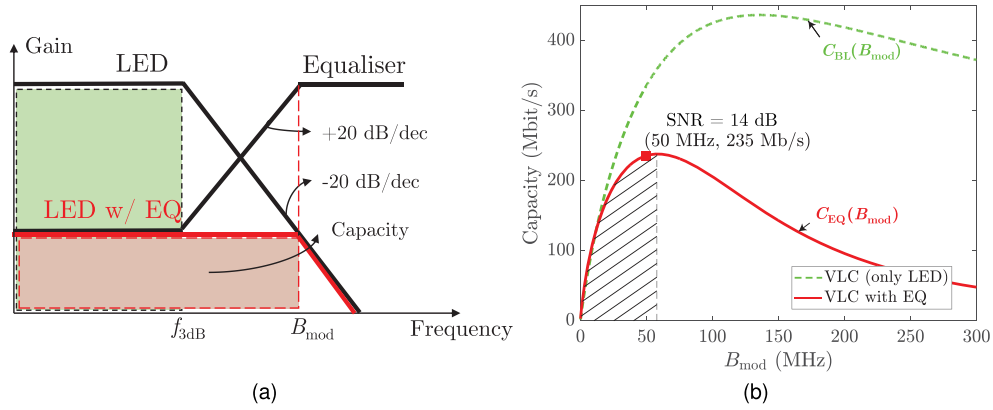 Gain
LED
Equaliser
+20 dB/dec
-20 dB/dec
LED w/ EQ
Capacity
f3dB
Bmod
Frequency
(a)
Capacity (Mbit/s)
400
300
200
100
0
CBL(Bmod)
SNR = 14 dB
(50 MHz, 235 Mb/s)
CEQ(Bmod)
VLC (only LED)
VLC with EQ
0 50 100 150 200 250 300
Bmod (MHz)
(b)